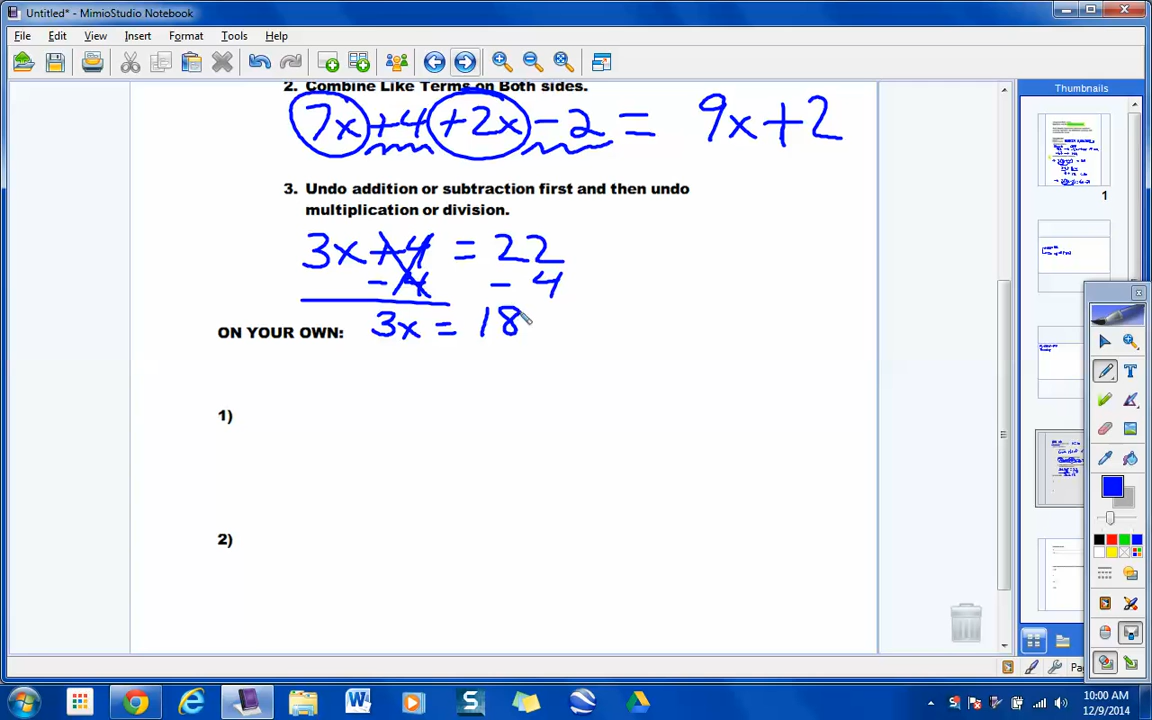 Untitled* - MimioStudio Notebook
File Edit View Insert Format Tools Help
Thumbnails
2. Combine Like Terms on Both sides.
7x +4 +2x - 2 = 9x + 2
3. Undo addition or subtraction first and then undo
multiplication or division.
3x + 4 = 22
- 4 - 4
ON YOUR OWN: 3x = 18
1)
2)
1
Pa
10:00 AM
12/9/2014